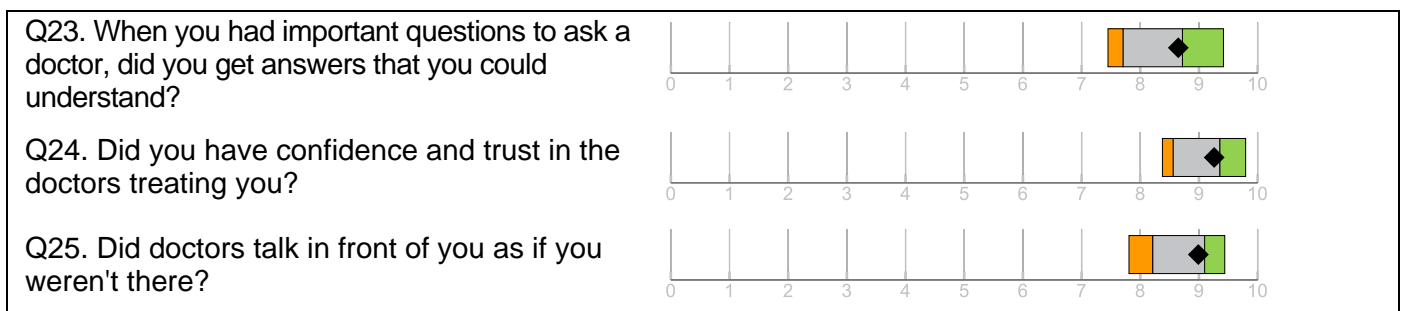 Q23. When you had important questions to ask a
doctor, did you get answers that you could
understand?
0 1 2 3 4 5 6 7 8 9 10
Q24. Did you have confidence and trust in the
doctors treating you?
0 1 2 3 4 5 6 7 8 9 10
Q25. Did doctors talk in front of you as if you
weren't there?
0 1 2 3 4 5 6 7 8 9 10